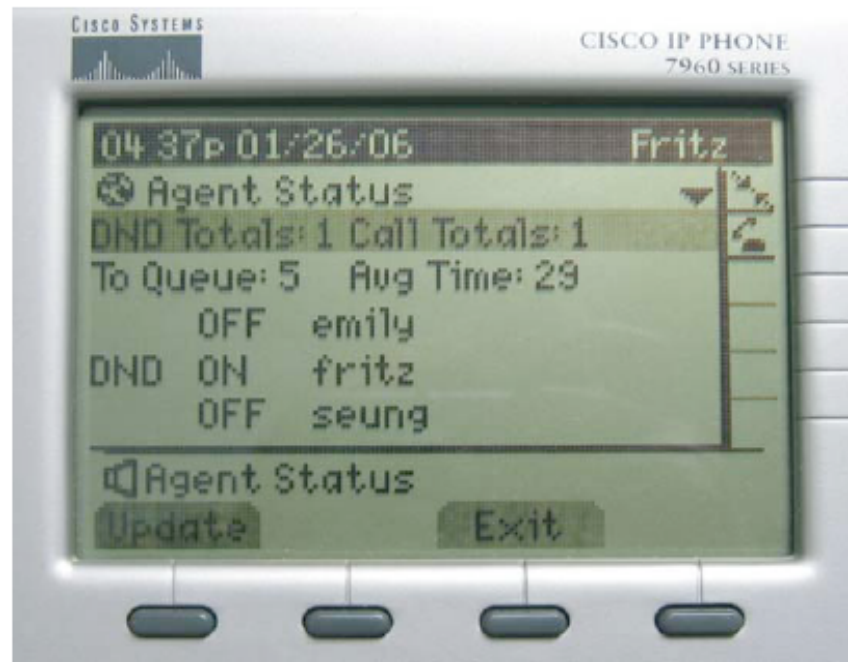 CISCO SYSTEMS
CISCO IP PHONE
7960 SERIES
04 37p 01/26/06 Fritz
Agent Status
DND Totals: 1 Call Totals: 1
To Queue: 5 Avg Time: 29
OFF emily
DND ON fritz
OFF seung
Agent Status
Update Exit